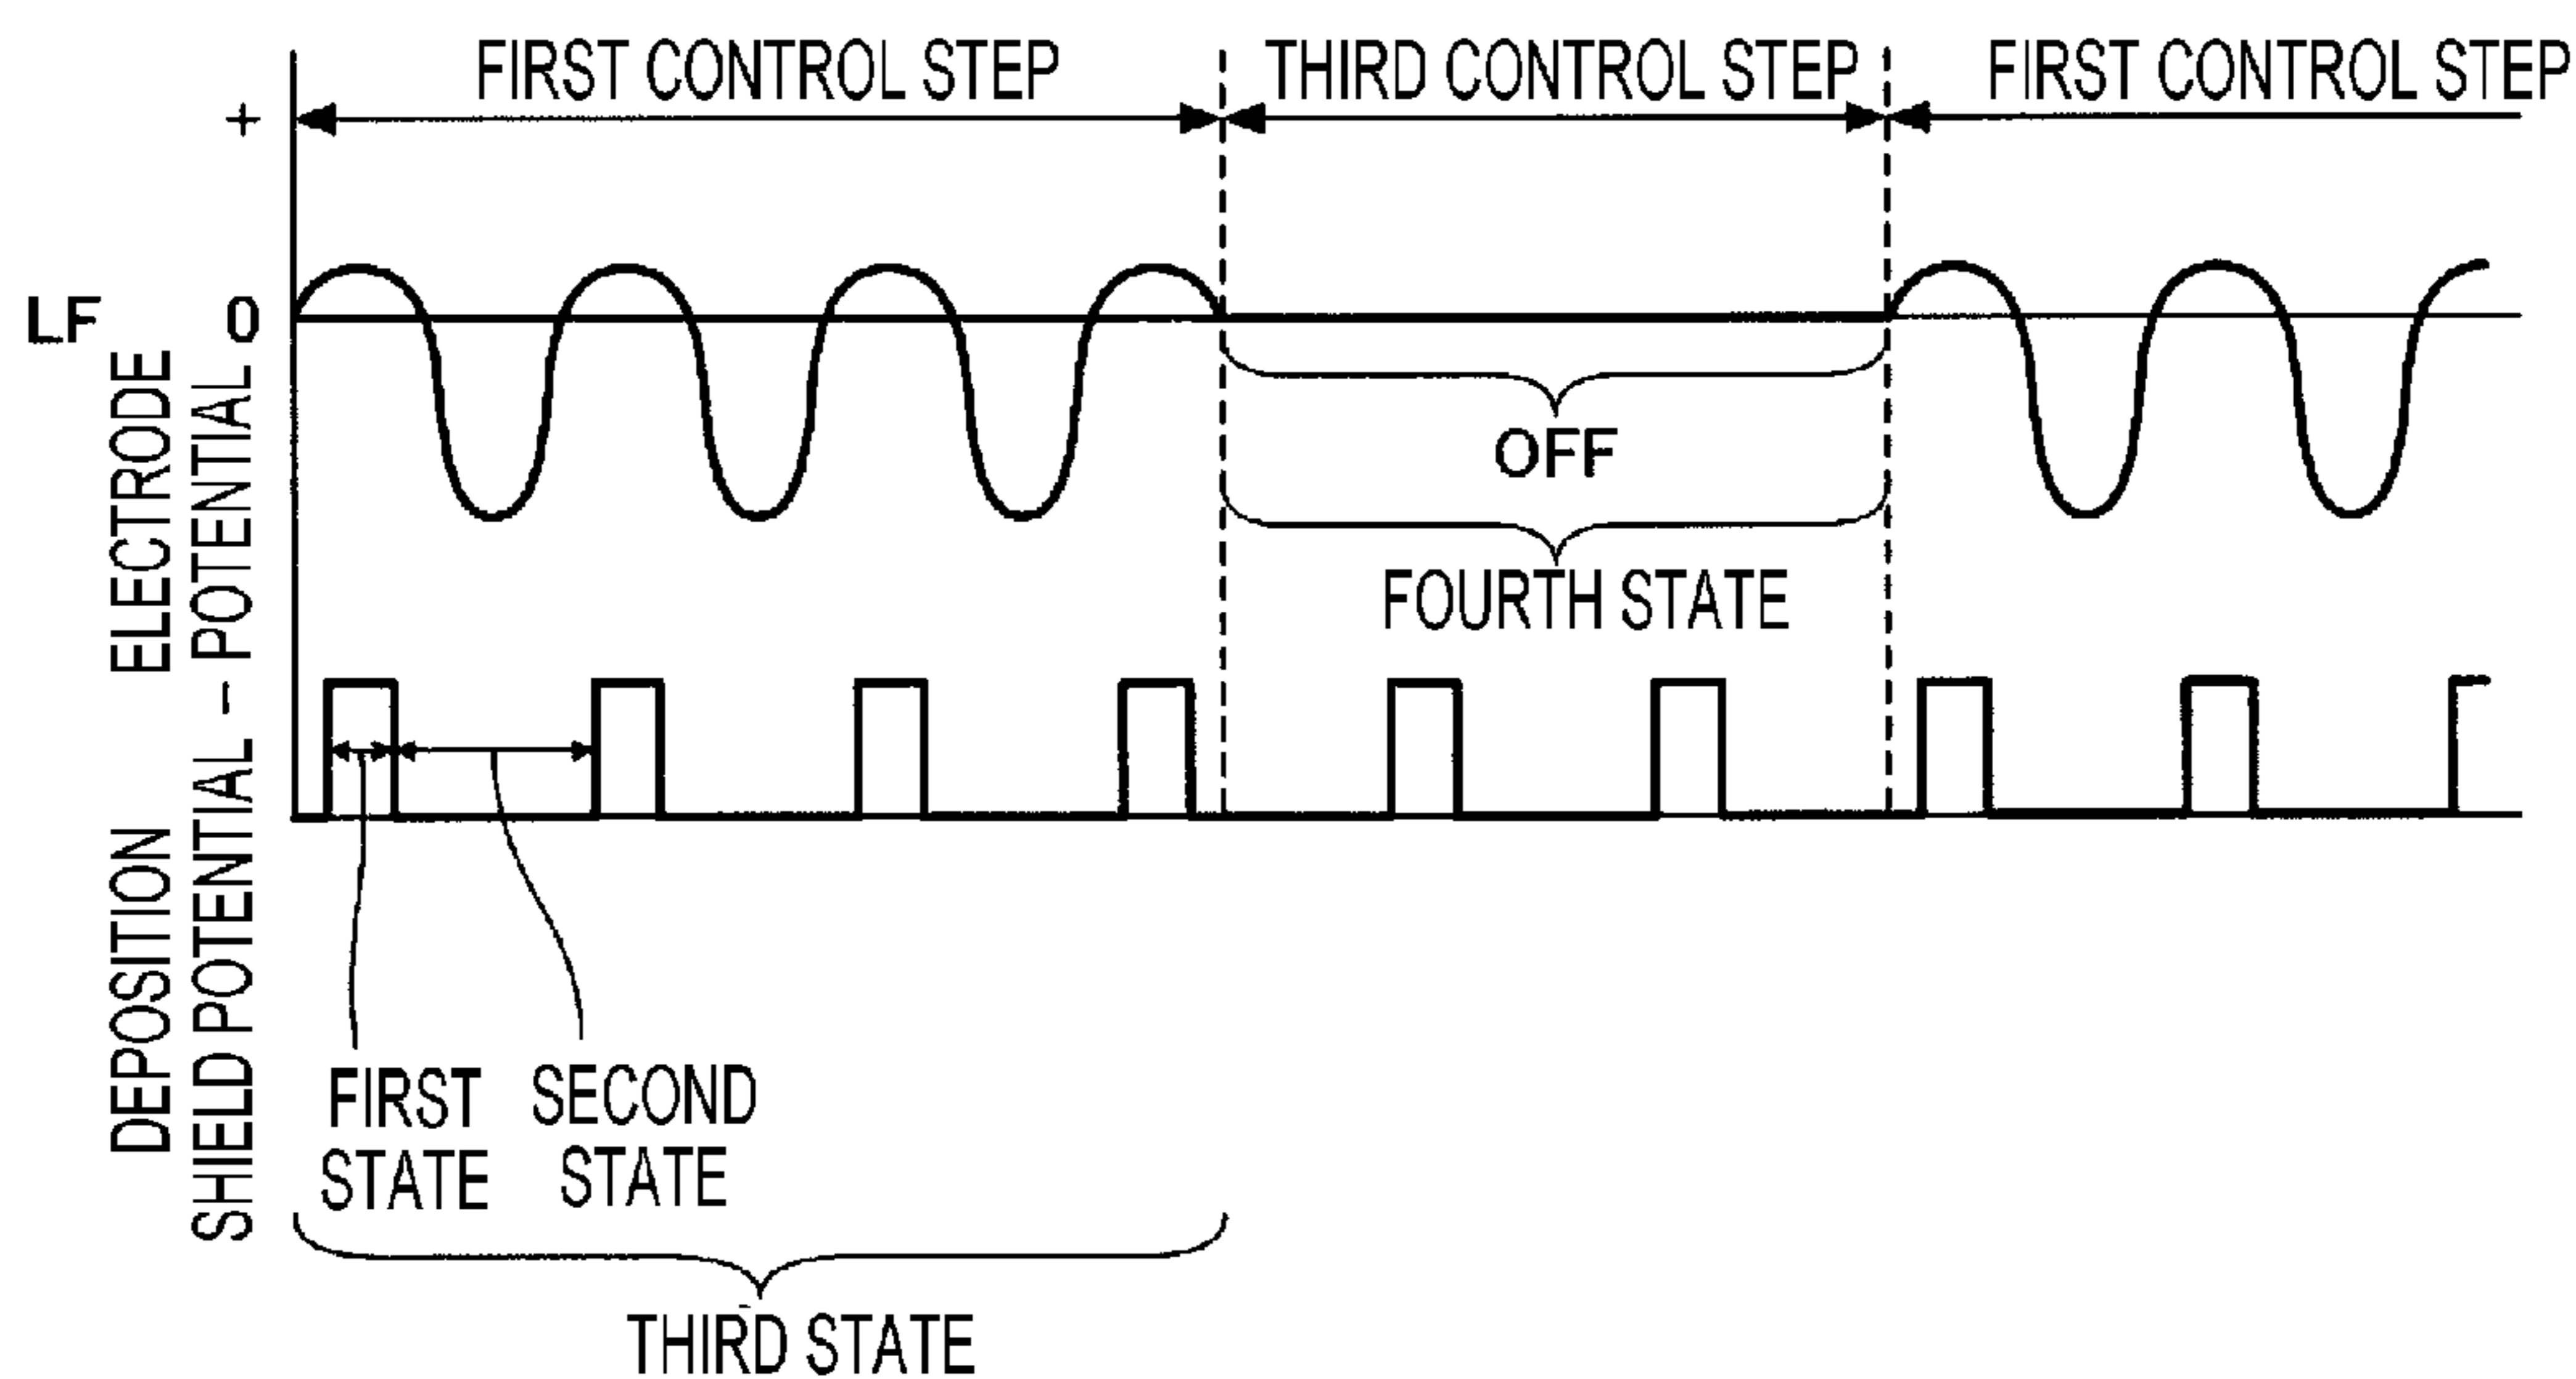 FIRST CONTROL STEP
THIRD CONTROL STEP
FIRST CONTROL STEP
+
LF
0
ELECTRODE
POTENTIAL
-
OFF
FOURTH STATE
DEPOSITION
SHIELD POTENTIAL
FIRST
STATE
SECOND
STATE
THIRD STATE